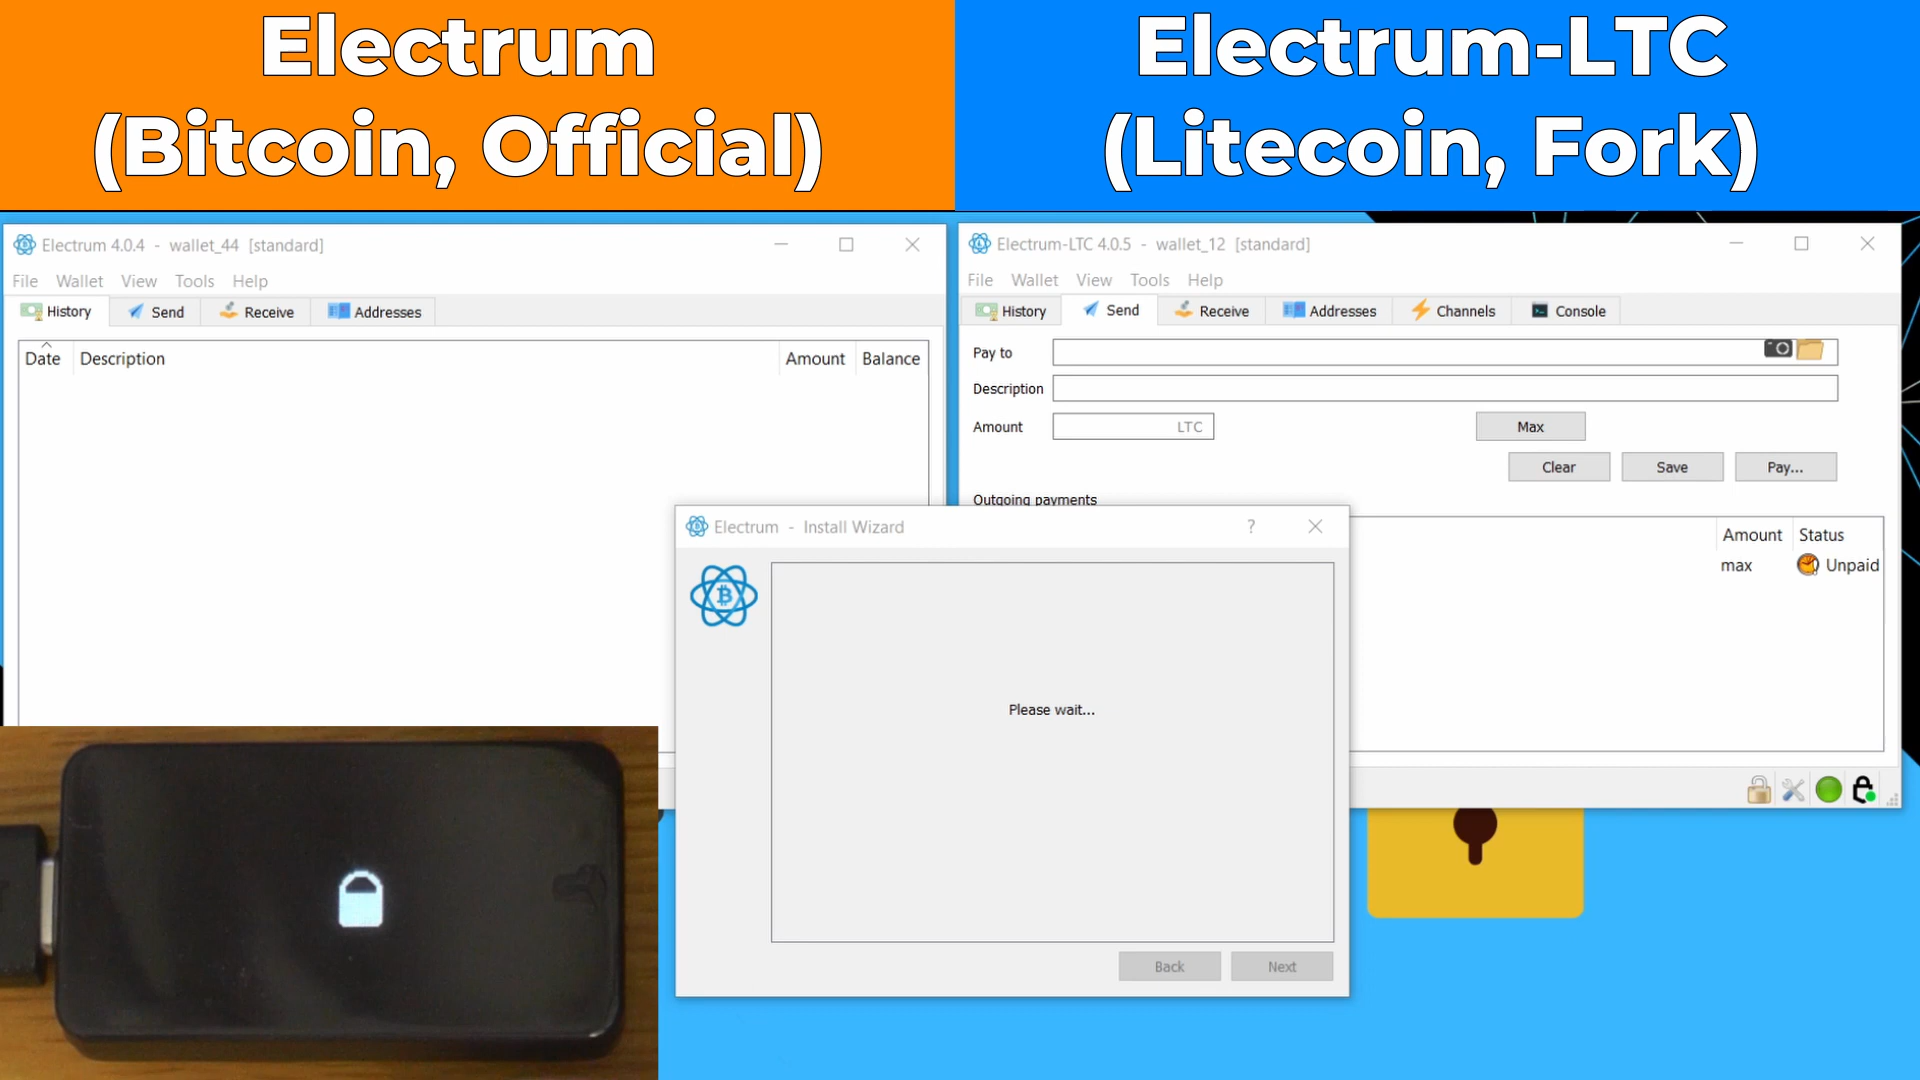 Electrum
(Bitcoin, Official)
Electrum-LTC
(Litecoin, Fork)
Electrum 4.0.4 - wallet_44 [standard]
File Wallet View Tools Help
History Send Receive Addresses
Date Description Amount Balance
Electrum-LTC 4.0.5 - wallet_12 [standard]
File Wallet View Tools Help
History Send Receive Addresses Channels Console
Pay to
Description
Amount LTC Max
Clear Save Pay...
Outgoing payments
Amount Status
max Unpaid
Electrum - Install Wizard ?
Please wait...
Back Next